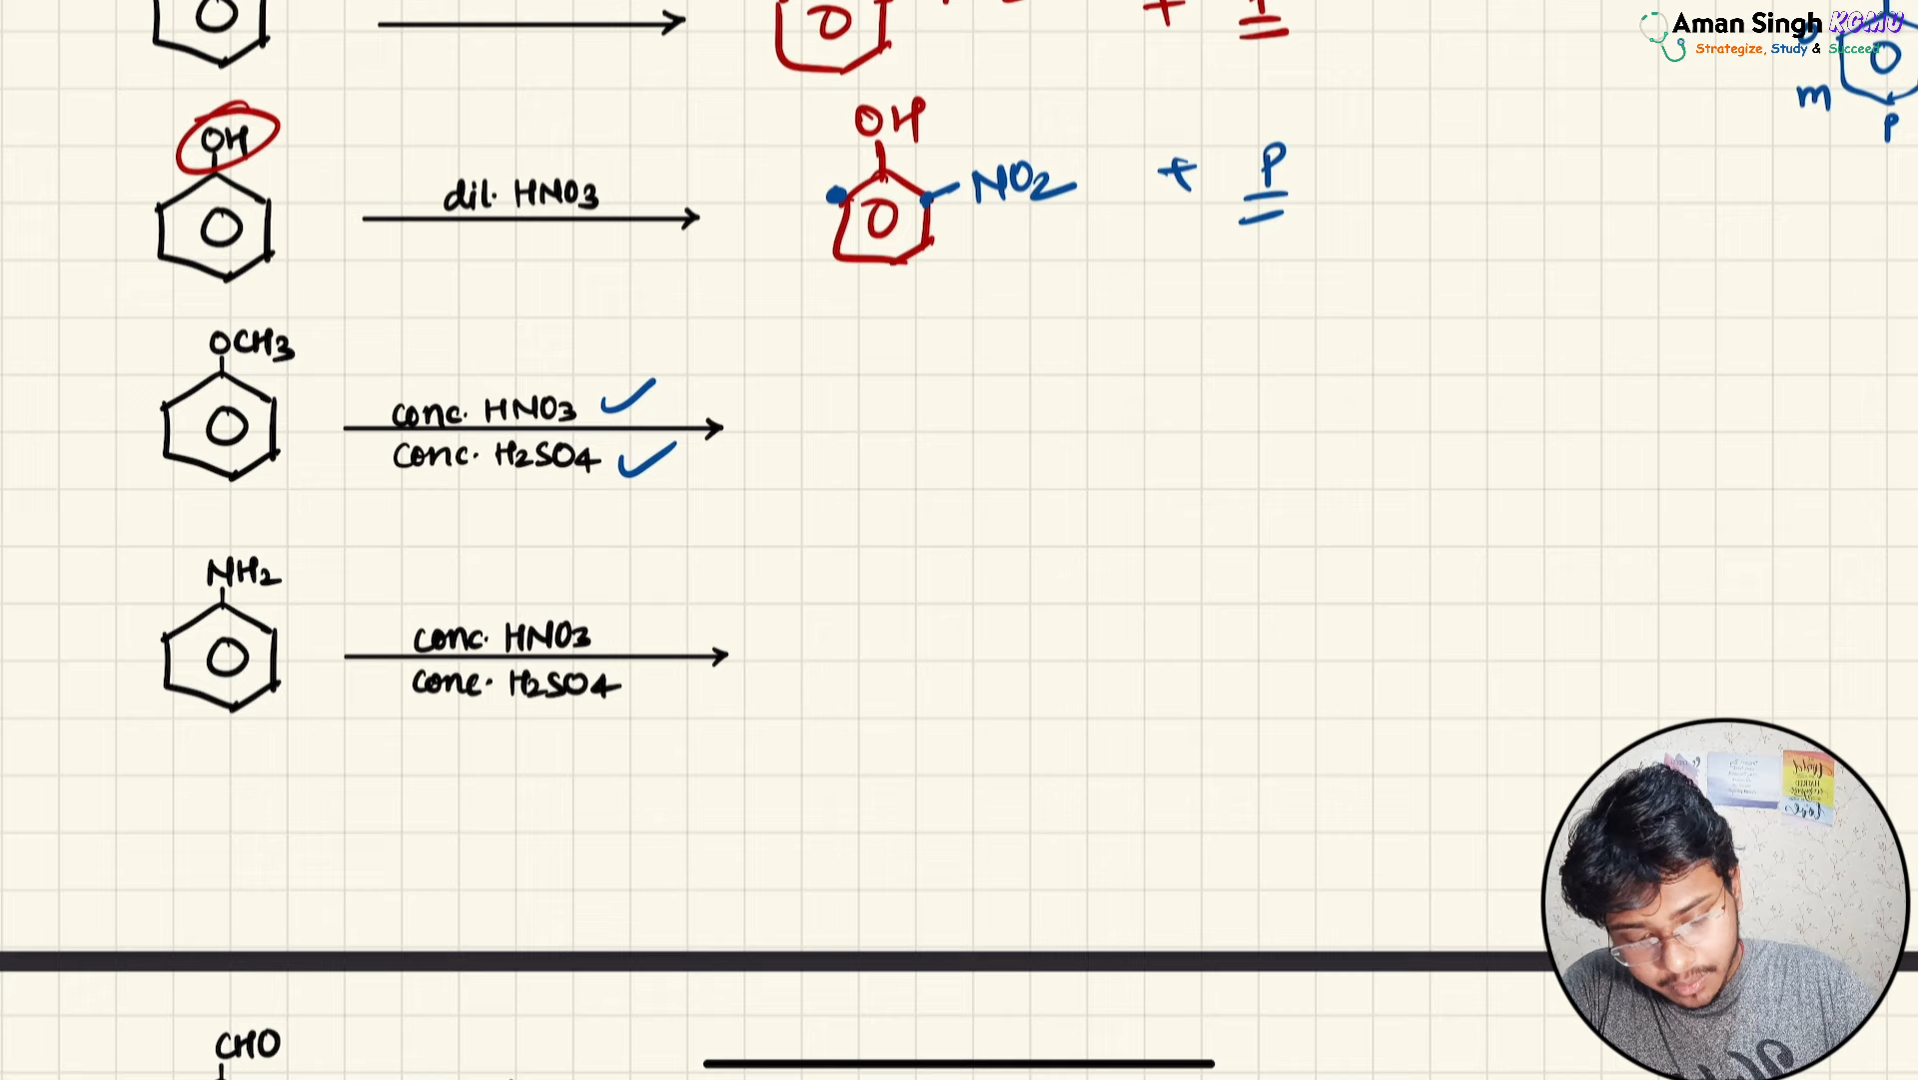 Aman Singh KGMU
Strategize, Study & Succeed
O
+
m
O
P
OH
O
dil. HNO3
OH
O
NO2
+ P
OCH3
O
conc. HNO3
conc. H2SO4
NH2
O
conc. HNO3
conc. H2SO4
CHO